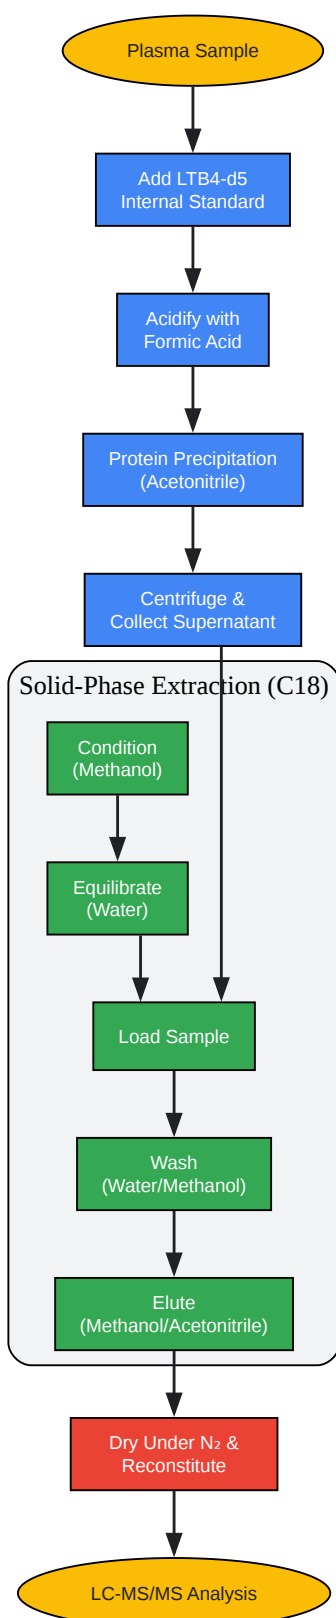 Plasma Sample
Add LTB4-d5
Internal Standard
Acidify with
Formic Acid
Protein Precipitation
(Acetonitrile)
Centrifuge &
Collect Supernatant
Solid-Phase Extraction (C18)
Condition
(Methanol)
Equilibrate
(Water)
Load Sample
Wash
(Water/Methanol)
Elute
(Methanol/Acetonitrile)
Dry Under N₂ &
Reconstitute
LC-MS/MS Analysis